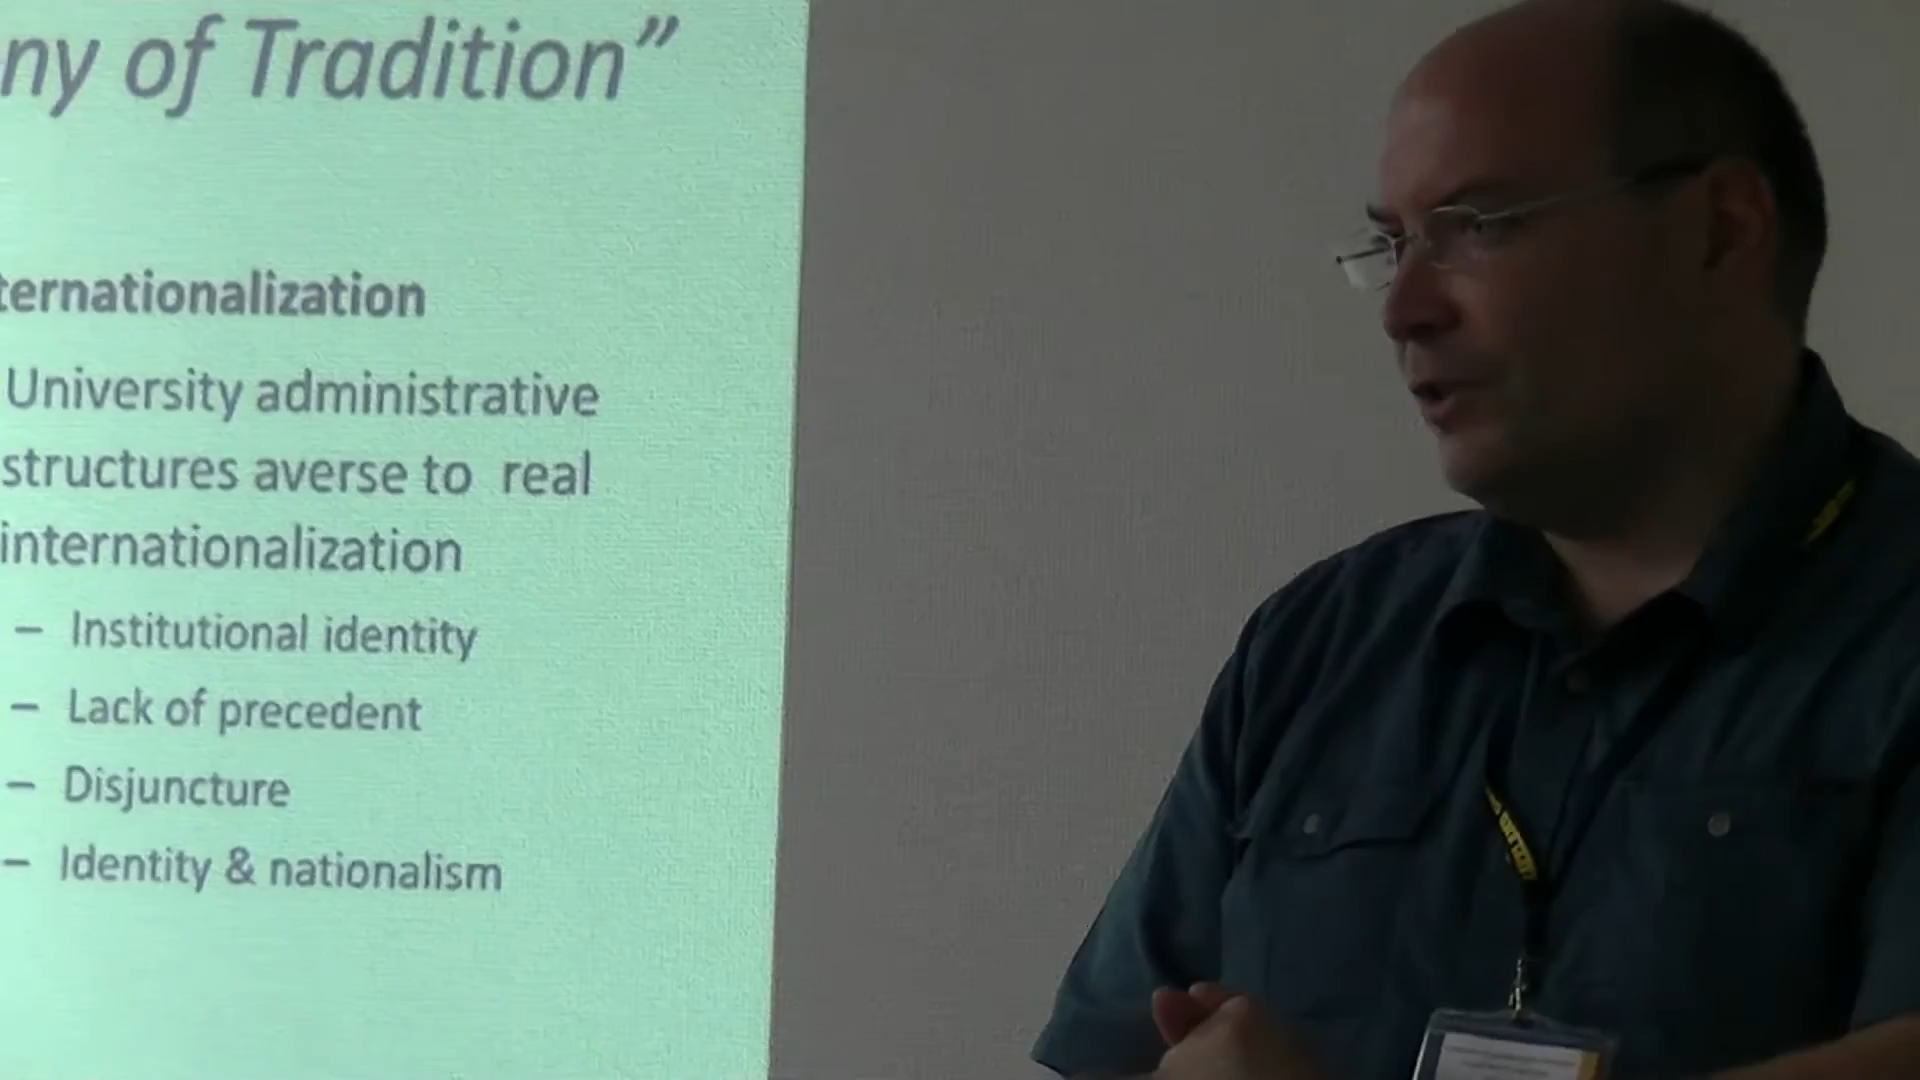 ny of Tradition”
ternationalization
University administrative
structures averse to real
internationalization
– Institutional identity
– Lack of precedent
– Disjuncture
– Identity & nationalism